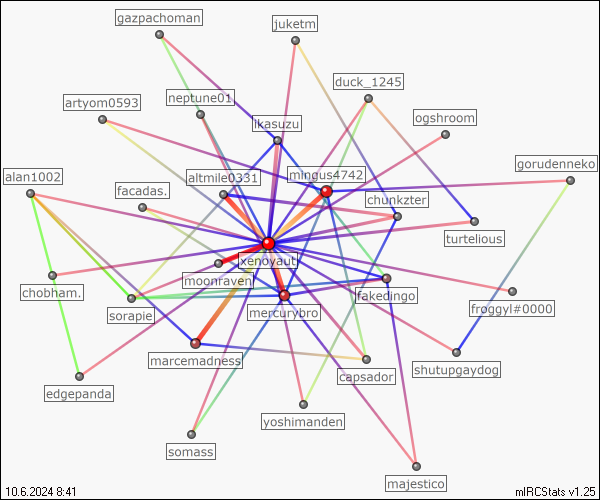 gazpachoman
juketm
duck_1245
artyom0593
neptune01
ikasuzu
ogshroom
alan1002
altmile0331
mingus4742
gorudenneko
facadas.
chunkzter
turtelious
xenoyaut
chobham.
moonraven
fakedingo
froggyl#0000
sorapie
mercurybro
marcemadness
capsador
shutupgaydog
edgepanda
yoshimanden
somass
majestico
10.6.2024 8:41
mIRCStats v1.25